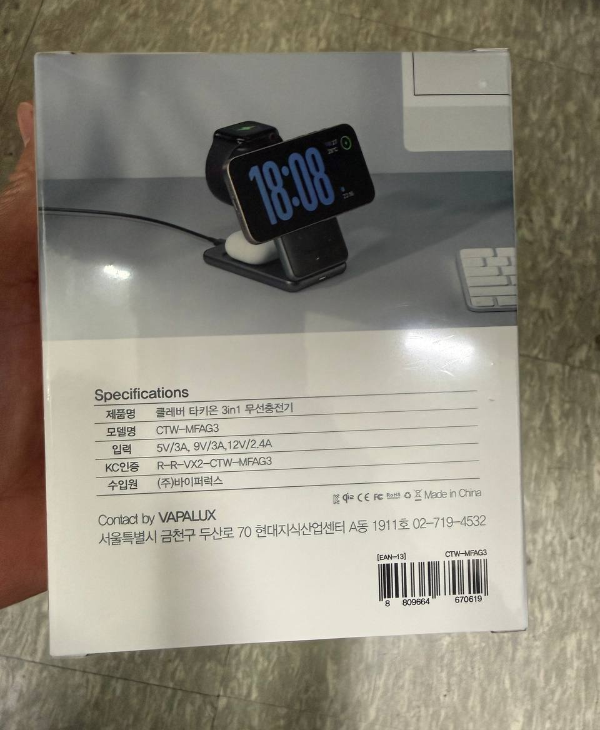 18:08
Specifications
제품명 클레버 타키온 3in1 무선충전기
모델명 CTW-MFAG3
입력 5V/3A, 9V/3A,12V/2.4A
KC인증 R-R-VX2-CTW-MFAG3
수입원 (주)바이퍼럭스
Qi2 CE FC RoHS Made in China
Contact by VAPALUX
서울특별시 금천구 두산로 70 현대지식산업센터 A동 1911호 02-719-4532
[EAN-13] CTW-MFAG3
8 809664 670619